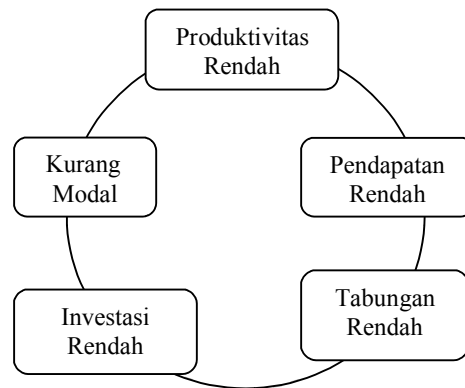 Produktivitas
Rendah
Kurang
Modal
Pendapatan
Rendah
Investasi
Rendah
Tabungan
Rendah